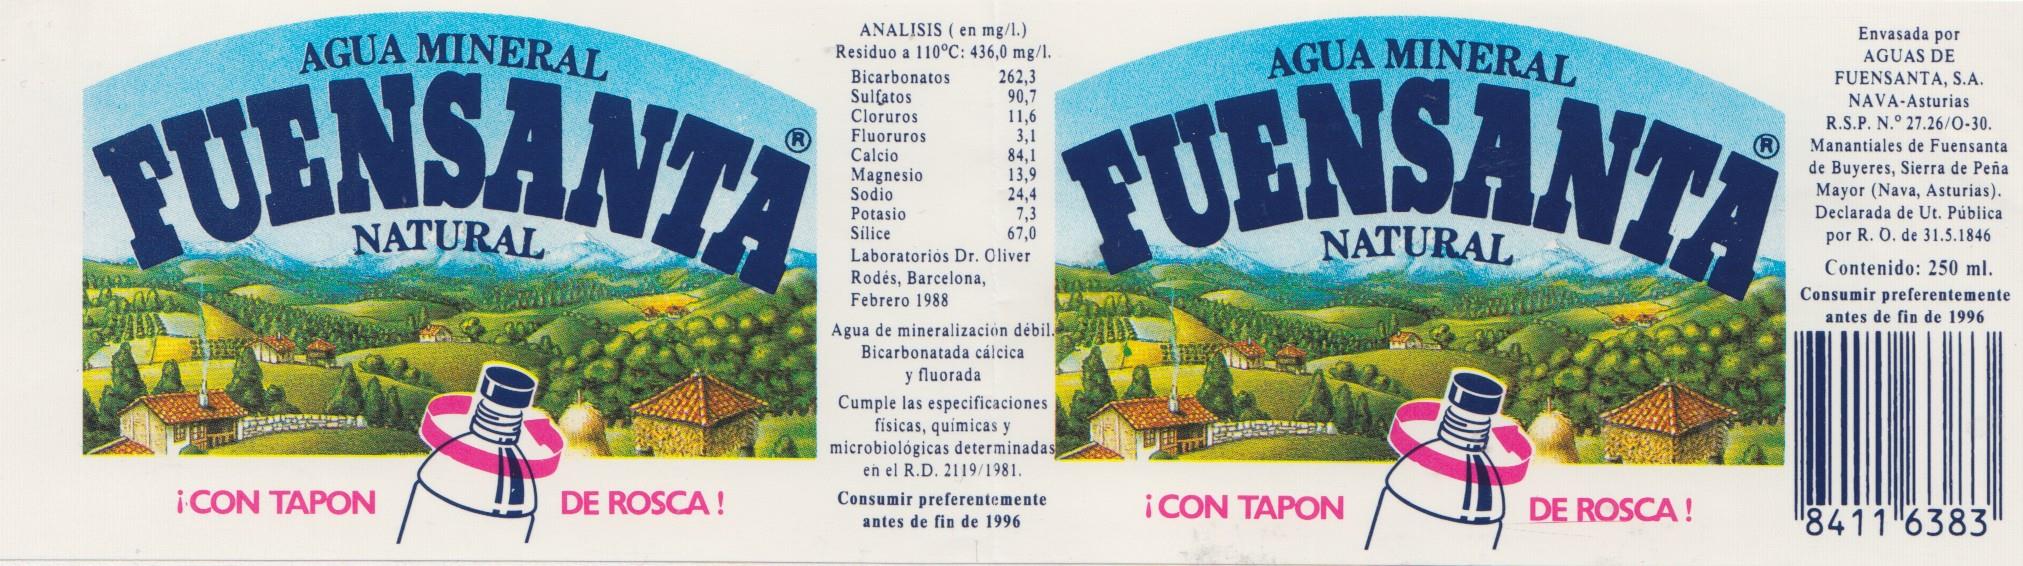 AGUA MINERAL
FUENSANTA ®
NATURAL
¡CON TAPON DE ROSCA!
ANALISIS ( en mg/l.)
Residuo a 110ºC: 436,0 mg/l.
Bicarbonatos 262,3
Sulfatos 90,7
Cloruros 11,6
Fluoruros 3,1
Calcio 84,1
Magnesio 13,9
Sodio 24,4
Potasio 7,3
Sílice 67,0
Laboratorios Dr. Oliver
Rodés, Barcelona,
Febrero 1988
Agua de mineralización débil.
Bicarbonatada cálcica
y fluorada
Cumple las especificaciones
físicas, químicas y
microbiológicas determinadas
en el R.D. 2119/1981.
Consumir preferentemente
antes de fin de 1996
AGUA MINERAL
FUENSANTA ®
NATURAL
¡CON TAPON DE ROSCA!
Envasada por
AGUAS DE
FUENSANTA, S.A.
NAVA-Asturias
R.S.P. N.º 27.26/O-30.
Manantiales de Fuensanta
de Buyeres, Sierra de Peña
Mayor (Nava, Asturias).
Declarada de Ut. Pública
por R. O. de 31.5.1846
Contenido: 250 ml.
Consumir preferentemente
antes de fin de 1996
8411 6383